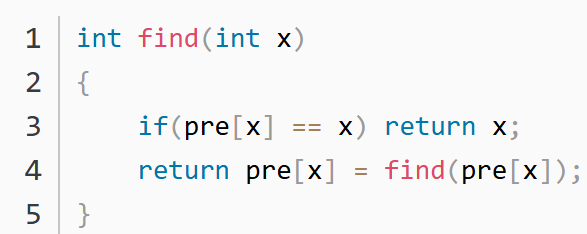 1 int find(int x)
2 {
3     if(pre[x] == x) return x;
4     return pre[x] = find(pre[x]);
5 }